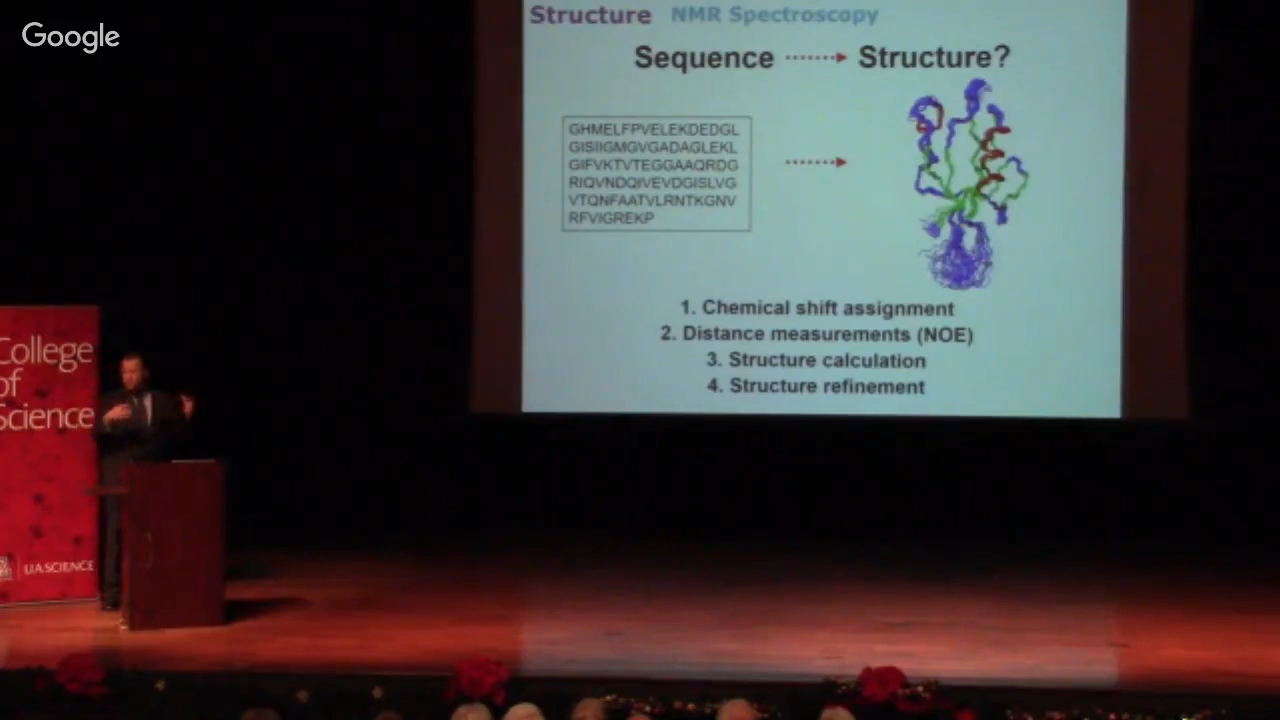 Google
Structure NMR Spectroscopy
Sequence Structure?
GHMELFPVELEKDEDGL
GISIIGMGVGADAGLEKL
GIFVKTVTEGGAAQRDG
RIQVNDQIVEVDGISLVG
VTQNFAATVLRNTKGNV
RFVIGREKP
1. Chemical shift assignment
2. Distance measurements (NOE)
3. Structure calculation
4. Structure refinement
College
of
Science
UA SCIENCE